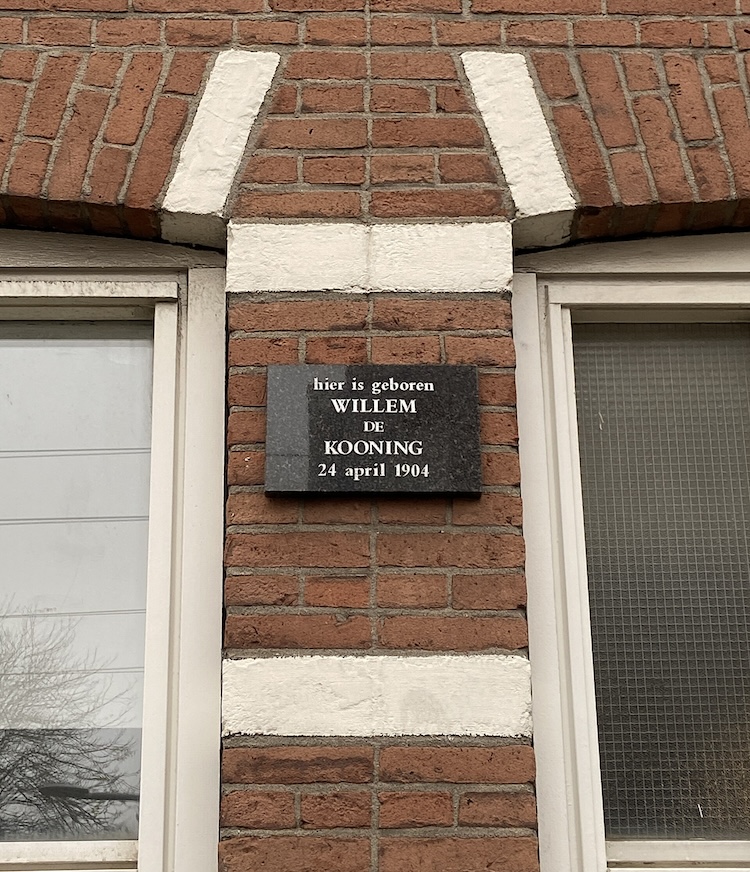 hier is geboren
WILLEM
DE
KOONING
24 april 1904